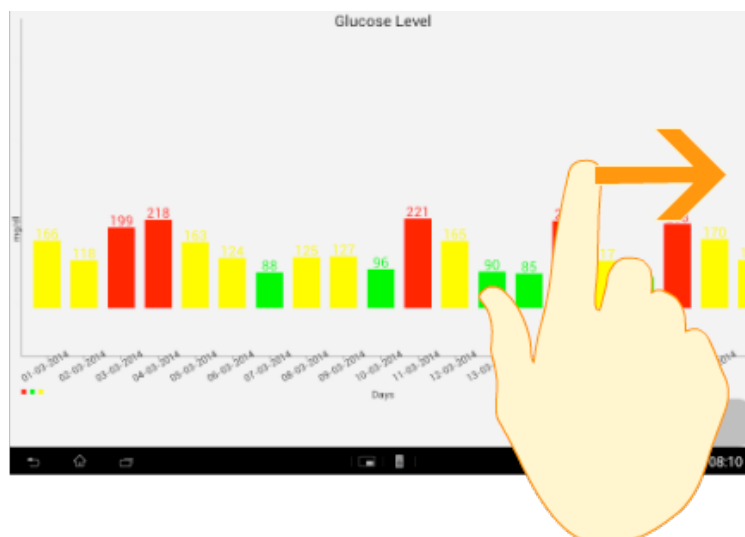 Glucose Level
mg/dl
166 118 199 218 163 124 88 125 127 96 221 165 90 85 170
01-03-2014 02-03-2014 03-03-2014 04-03-2014 05-03-2014 06-03-2014 07-03-2014 08-03-2014 09-03-2014 10-03-2014 11-03-2014 12-03-2014
Days
08:10